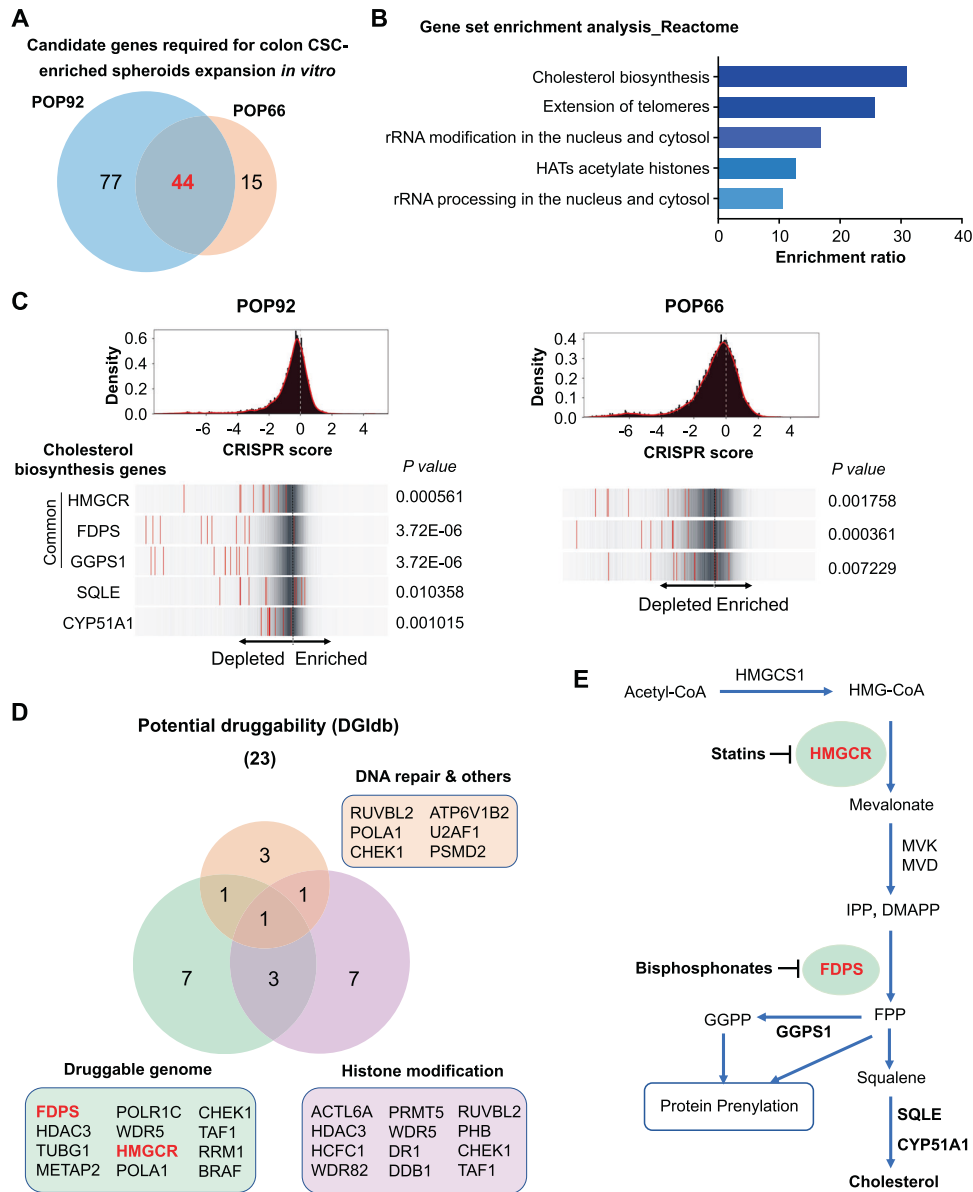 A
Candidate genes required for colon CSC-
enriched spheroids expansion in vitro
POP92
POP66
77
44
15
B
Gene set enrichment analysis_Reactome
Cholesterol biosynthesis
Extension of telomeres
rRNA modification in the nucleus and cytosol
HATs acetylate histones
rRNA processing in the nucleus and cytosol
0 10 20 30 40
Enrichment ratio
C
POP92
Density
0.6
0.4
0.2
0.0
-6 -4 -2 0 2 4
CRISPR score
POP66
Density
0.4
0.3
0.2
0.1
0.0
-6 -4 -2 0 2 4
CRISPR score
Cholesterol
biosynthesis genes
P value
Common
HMGCR 0.000561
FDPS 3.72E-06
GGPS1 3.72E-06
SQLE 0.010358
CYP51A1 0.001015
Depleted Enriched
P value
0.001758
0.000361
0.007229
Depleted Enriched
D
Potential druggability (DGIdb)
(23)
DNA repair & others
RUVBL2 ATP6V1B2
POLA1 U2AF1
CHEK1 PSMD2
3
1 1
1
7 3 7
Druggable genome
FDPS POLR1C CHEK1
HDAC3 WDR5 TAF1
TUBG1 HMGCR RRM1
METAP2 POLA1 BRAF
Histone modification
ACTL6A PRMT5 RUVBL2
HDAC3 WDR5 PHB
HCFC1 DR1 CHEK1
WDR82 DDB1 TAF1
E
Acetyl-CoA HMGCS1 HMG-CoA
Statins HMGCR
Mevalonate
MVK
MVD
IPP, DMAPP
Bisphosphonates FDPS
GGPP GGPS1 FPP
Squalene
Protein Prenylation
SQLE
CYP51A1
Cholesterol